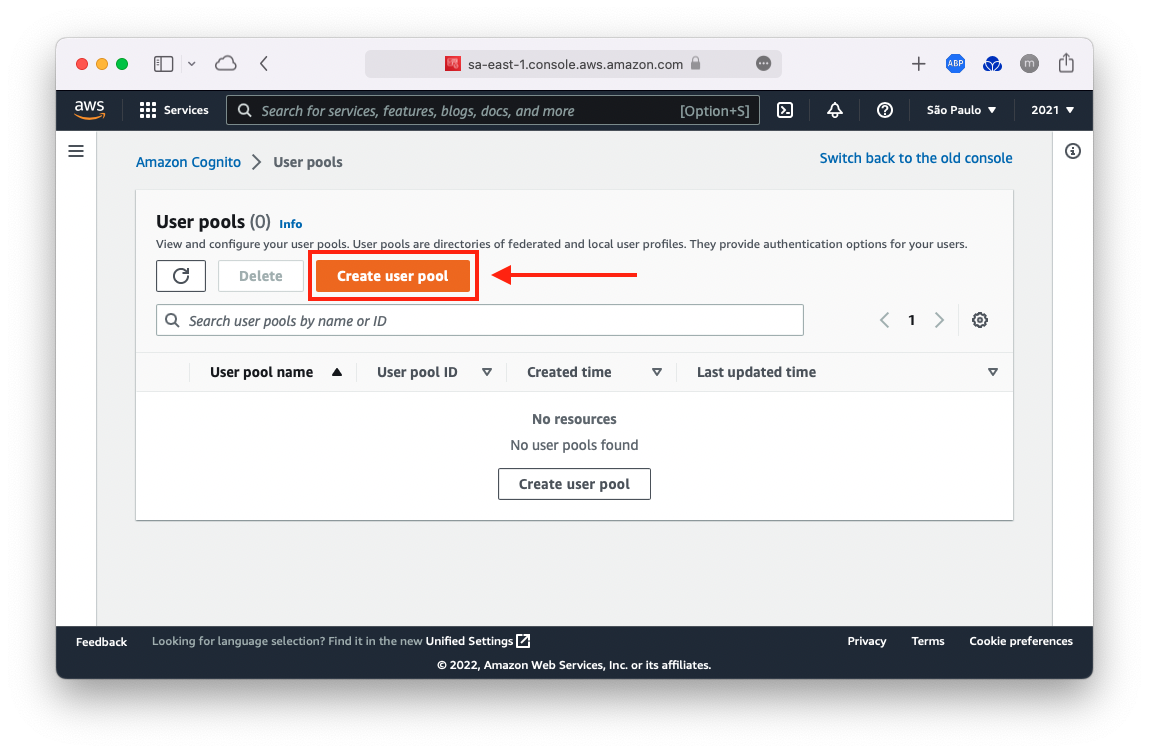 sa-east-1.console.aws.amazon.com
ABP
m
aws
Services
Search for services, features, blogs, docs, and more
[Option+S]
São Paulo
2021
Amazon Cognito
User pools
Switch back to the old console
User pools (0) Info
View and configure your user pools. User pools are directories of federated and local user profiles. They provide authentication options for your users.
Delete
Create user pool
Search user pools by name or ID
1
User pool name
User pool ID
Created time
Last updated time
No resources
No user pools found
Create user pool
Feedback
Looking for language selection? Find it in the new Unified Settings
Privacy
Terms
Cookie preferences
© 2022, Amazon Web Services, Inc. or its affiliates.